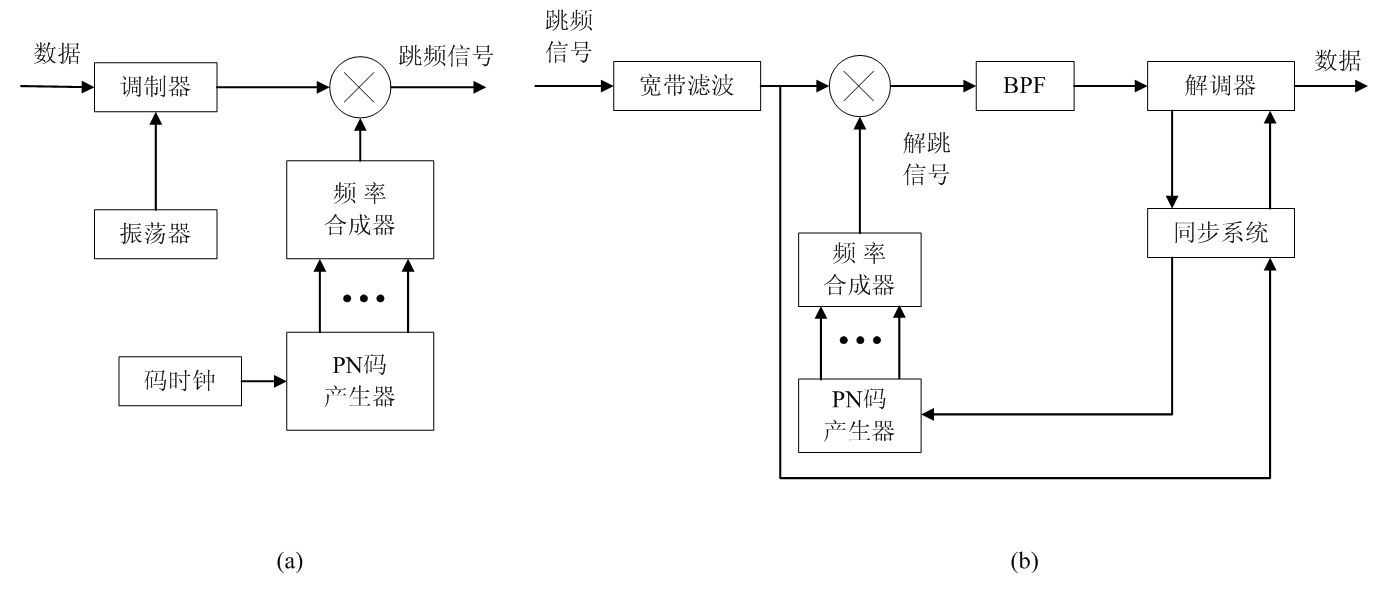 数据
调制器
跳频信号
振荡器
频 率
合成器
码时钟
PN码
产生器
(a)
跳频
信号
宽带滤波
BPF
解调器
数据
解跳
信号
同步系统
频 率
合成器
PN码
产生器
(b)